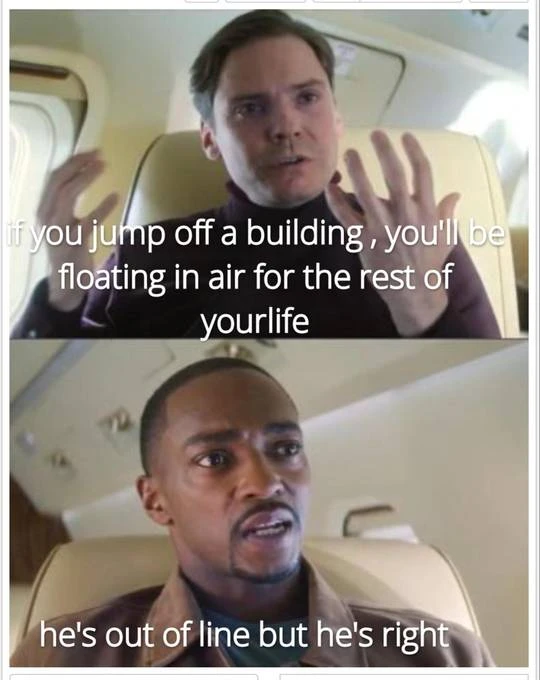 if you jump off a building , you'll be
floating in air for the rest of
yourlife
he's out of line but he's right